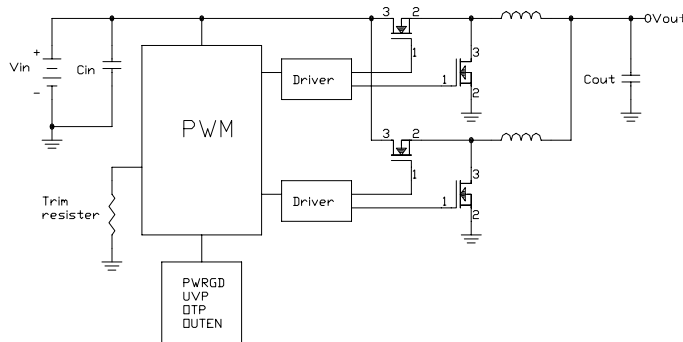 3 2
0Vout
+
Vin
-
Cin
1
3
Driver
1
2
Cout
PWM
3 2
1
3
Trim
resister
Driver
1
2
PWRGD
UVP
OTP
OUTEN